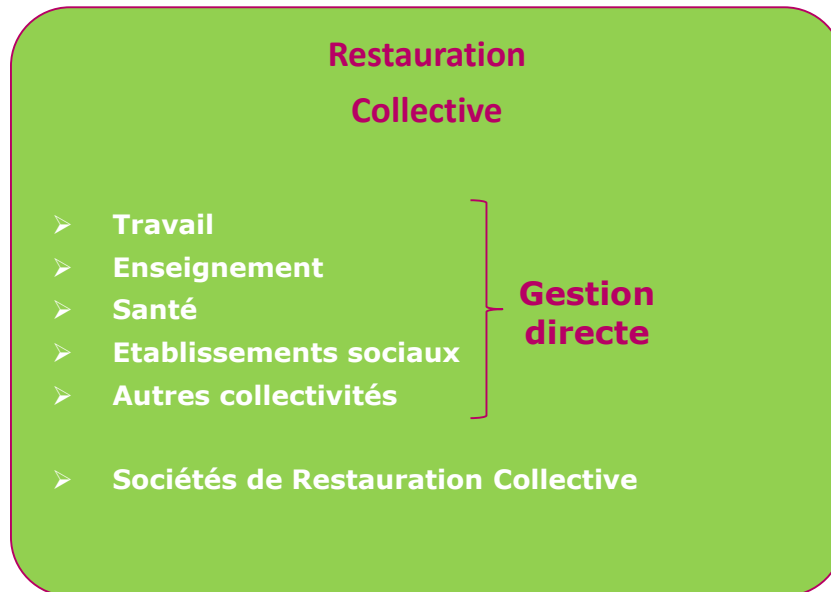 Restauration
Collective
➢ Travail
➢ Enseignement
➢ Santé
➢ Etablissements sociaux
➢ Autres collectivités
Gestion
directe
➢ Sociétés de Restauration Collective